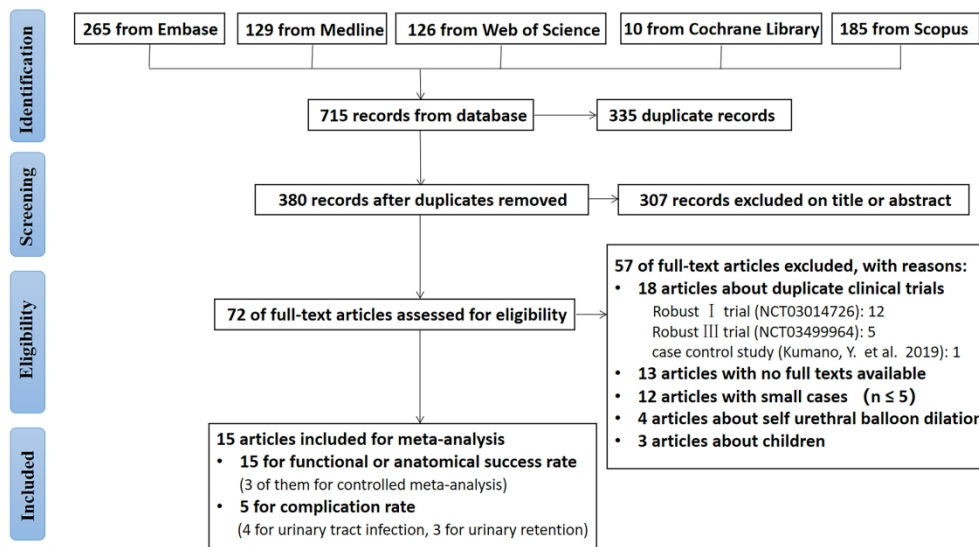 Identification
265 from Embase
129 from Medline
126 from Web of Science
10 from Cochrane Library
185 from Scopus
715 records from database
335 duplicate records
Screening
380 records after duplicates removed
307 records excluded on title or abstract
Eligibility
72 of full-text articles assessed for eligibility
57 of full-text articles excluded, with reasons:
• 18 articles about duplicate clinical trials
Robust Ⅰ trial (NCT03014726): 12
Robust Ⅲ trial (NCT03499964): 5
case control study (Kumano, Y. et al. 2019): 1
• 13 articles with no full texts available
• 12 articles with small cases (n ≤ 5)
• 4 articles about self urethral balloon dilation
• 3 articles about children
Included
15 articles included for meta-analysis
• 15 for functional or anatomical success rate
(3 of them for controlled meta-analysis)
• 5 for complication rate
(4 for urinary tract infection, 3 for urinary retention)